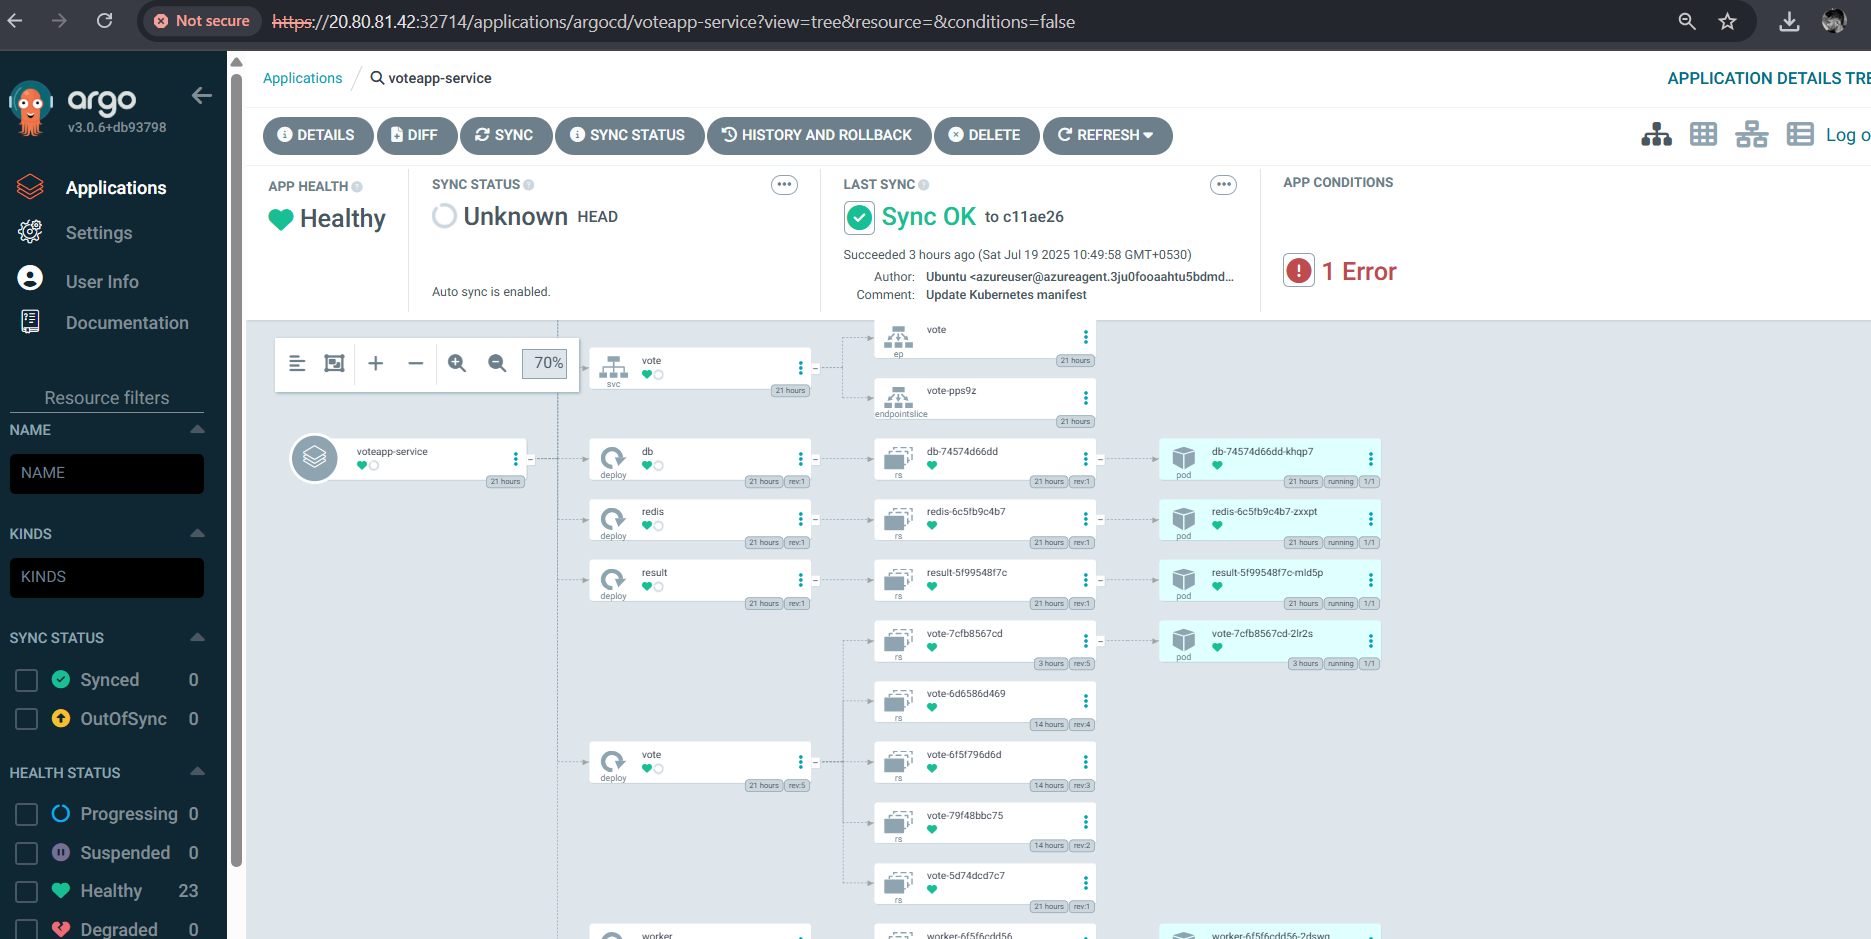 Not secure
https://20.80.81.42:32714/applications/argocd/voteapp-service?view=tree&resource=&conditions=false
argo
v3.0.6+db93798
Applications
Settings
User Info
Documentation
Resource filters
NAME
NAME
KINDS
KINDS
SYNC STATUS
Synced 0
OutOfSync 0
HEALTH STATUS
Progressing 0
Suspended 0
Healthy 23
Degraded 0
Applications / voteapp-service
APPLICATION DETAILS TRE
DETAILS
DIFF
SYNC
SYNC STATUS
HISTORY AND ROLLBACK
DELETE
REFRESH
Log o
APP HEALTH
Healthy
SYNC STATUS
Unknown HEAD
Auto sync is enabled.
LAST SYNC
Sync OK to c11ae26
Succeeded 3 hours ago (Sat Jul 19 2025 10:49:58 GMT+0530)
Author: Ubuntu <azureuser@azureagent.3ju0fooaahtu5bdmd...
Comment: Update Kubernetes manifest
APP CONDITIONS
1 Error
70%
vote
svc
21 hours
vote
ep
21 hours
vote-pps9z
endpointslice
21 hours
voteapp-service
21 hours
db
deploy
21 hours rev:1
db-74574d66dd
rs
21 hours rev:1
db-74574d66dd-khqp7
pod
21 hours running 1/1
redis
deploy
21 hours rev:1
redis-6c5fb9c4b7
rs
21 hours rev:1
redis-6c5fb9c4b7-zxxpt
pod
21 hours running 1/1
result
deploy
21 hours rev:1
result-5f99548f7c
rs
21 hours rev:1
result-5f99548f7c-mld5p
pod
21 hours running 1/1
vote-7cfb8567cd
rs
3 hours rev:5
vote-7cfb8567cd-2lr2s
pod
3 hours running 1/1
vote-6d6586d469
rs
14 hours rev:4
vote
deploy
21 hours rev:5
vote-6f5f796d6d
rs
14 hours rev:3
vote-79f48bbc75
rs
14 hours rev:2
vote-5d74dcd7c7
rs
21 hours rev:1
worker
worker-6f5f6cdd56
worker-6f5f6cdd56-2dswg